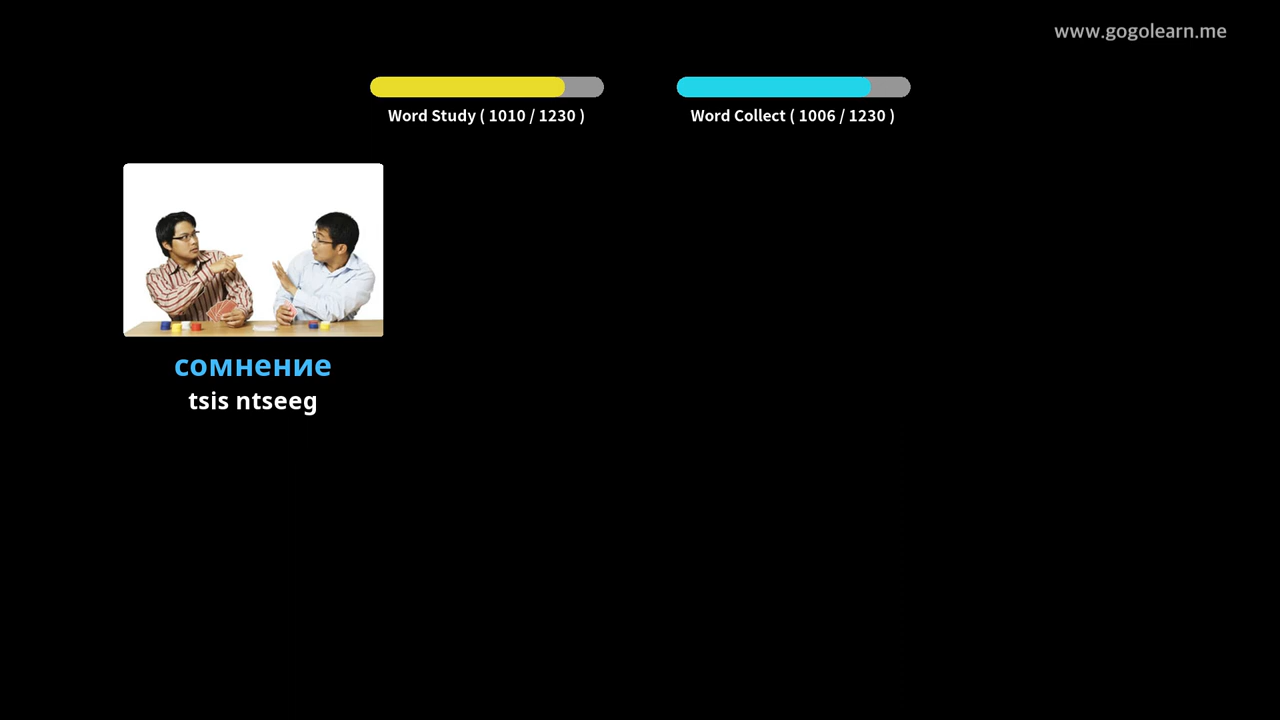 www.gogolearn.me
Word Study ( 1010 / 1230 )
Word Collect ( 1006 / 1230 )
сомнение
tsis ntseeg